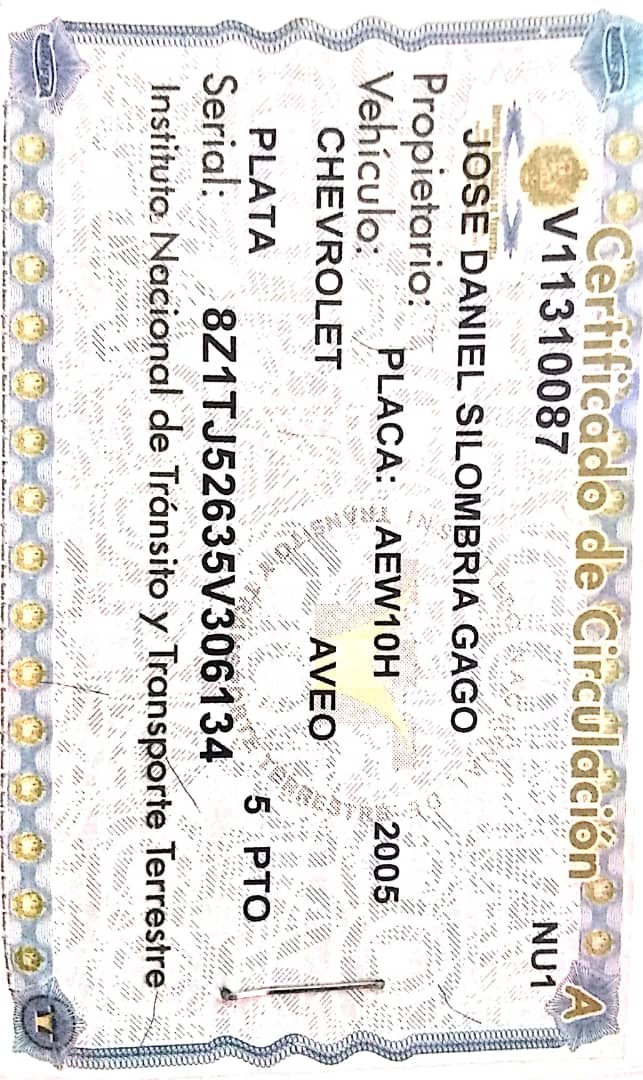 Certificado de Circulación A
V11310087 NU1
JOSE DANIEL SILOMBRIA GAGO
Propietario:
PLACA: AEW10H 2005
Vehículo:
CHEVROLET AVEO
PLATA 5 PTO
Serial: 8Z1TJ52635V306134
Instituto Nacional de Tránsito y Transporte Terrestre